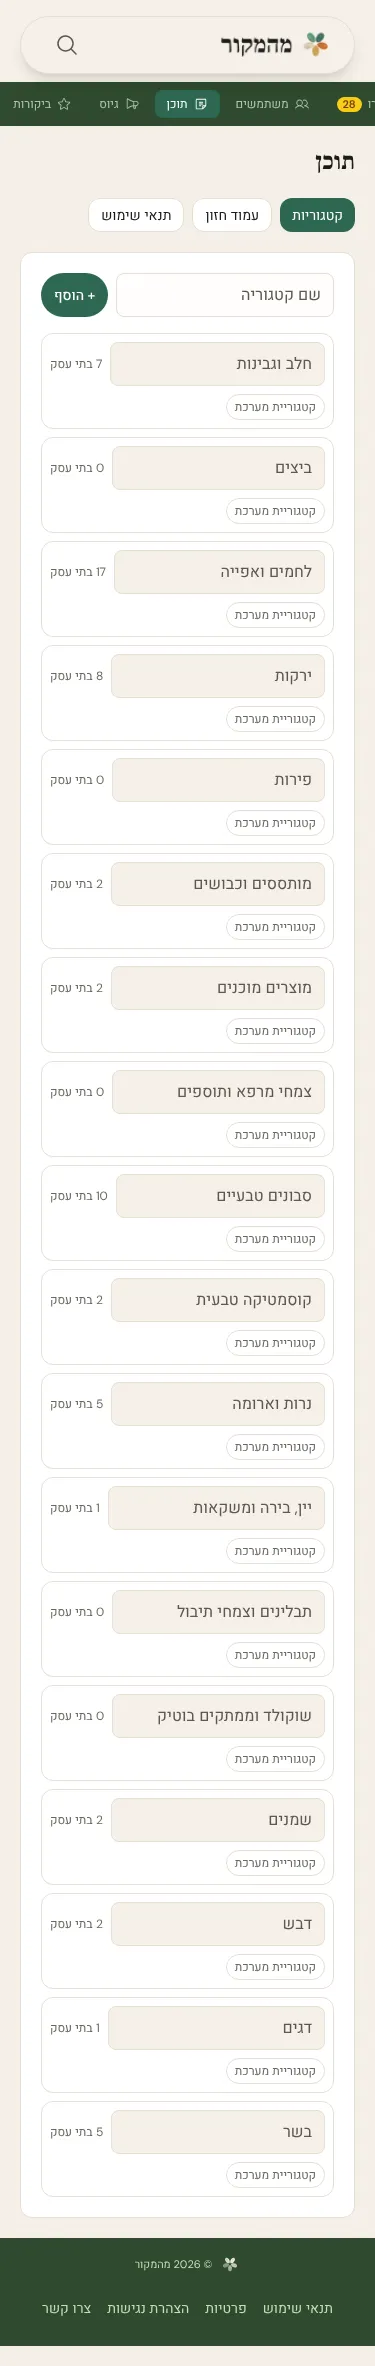 מהמקור
רו 28 משתמשים תוכן גיוס ביקורות
תוכן
קטגוריות עמוד חזון תנאי שימוש
שם קטגוריה + הוסף
חלב וגבינות 7 בתי עסק
קטגוריית מערכת
ביצים 0 בתי עסק
קטגוריית מערכת
לחמים ואפייה 17 בתי עסק
קטגוריית מערכת
ירקות 8 בתי עסק
קטגוריית מערכת
פירות 0 בתי עסק
קטגוריית מערכת
מותססים וכבושים 2 בתי עסק
קטגוריית מערכת
מוצרים מוכנים 2 בתי עסק
קטגוריית מערכת
צמחי מרפא ותוספים 0 בתי עסק
קטגוריית מערכת
סבונים טבעיים 10 בתי עסק
קטגוריית מערכת
קוסמטיקה טבעית 2 בתי עסק
קטגוריית מערכת
נרות וארומה 5 בתי עסק
קטגוריית מערכת
יין, בירה ומשקאות 1 בתי עסק
קטגוריית מערכת
תבלינים וצמחי תיבול 0 בתי עסק
קטגוריית מערכת
שוקולד וממתקים בוטיק 0 בתי עסק
קטגוריית מערכת
שמנים 2 בתי עסק
קטגוריית מערכת
דבש 2 בתי עסק
קטגוריית מערכת
דגים 1 בתי עסק
קטגוריית מערכת
בשר 5 בתי עסק
קטגוריית מערכת
© 2026 מהמקור
תנאי שימוש פרטיות הצהרת נגישות צרו קשר